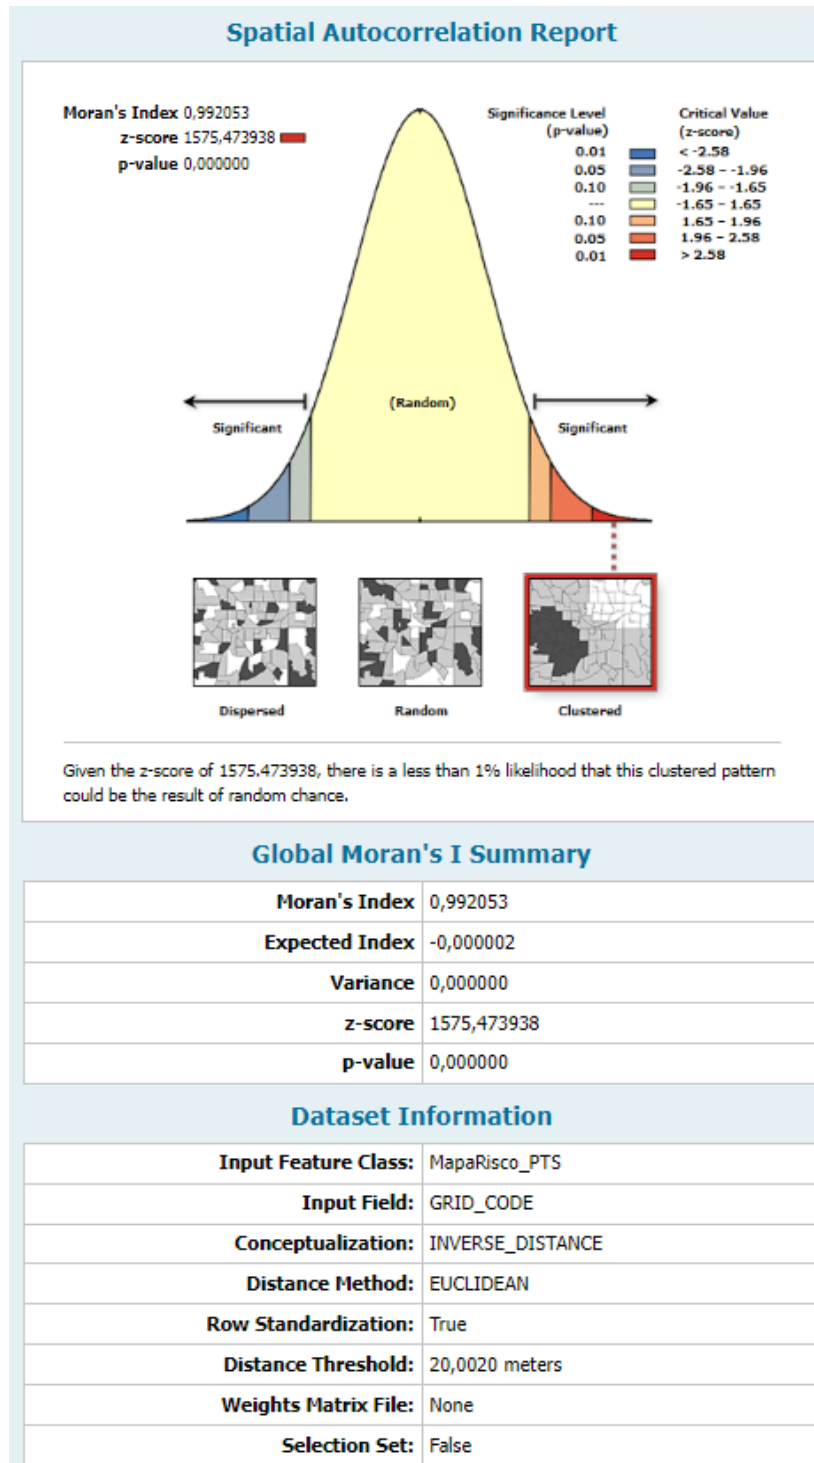 Spatial Autocorrelation Report
Moran's Index 0,992053
z-score 1575,473938
p-value 0,000000
Significance Level (p-value)
Critical Value (z-score)
0.01 < -2.58
0.05 -2.58 – -1.96
0.10 -1.96 – -1.65
--- -1.65 – 1.65
0.10 1.65 – 1.96
0.05 1.96 – 2.58
0.01 > 2.58
(Random)
Significant
Significant
Dispersed
Random
Clustered
Given the z-score of 1575.473938, there is a less than 1% likelihood that this clustered pattern
could be the result of random chance.
Global Moran's I Summary
Moran's Index 0,992053
Expected Index -0,000002
Variance 0,000000
z-score 1575,473938
p-value 0,000000
Dataset Information
Input Feature Class: MapaRisco_PTS
Input Field: GRID_CODE
Conceptualization: INVERSE_DISTANCE
Distance Method: EUCLIDEAN
Row Standardization: True
Distance Threshold: 20,0020 meters
Weights Matrix File: None
Selection Set: False